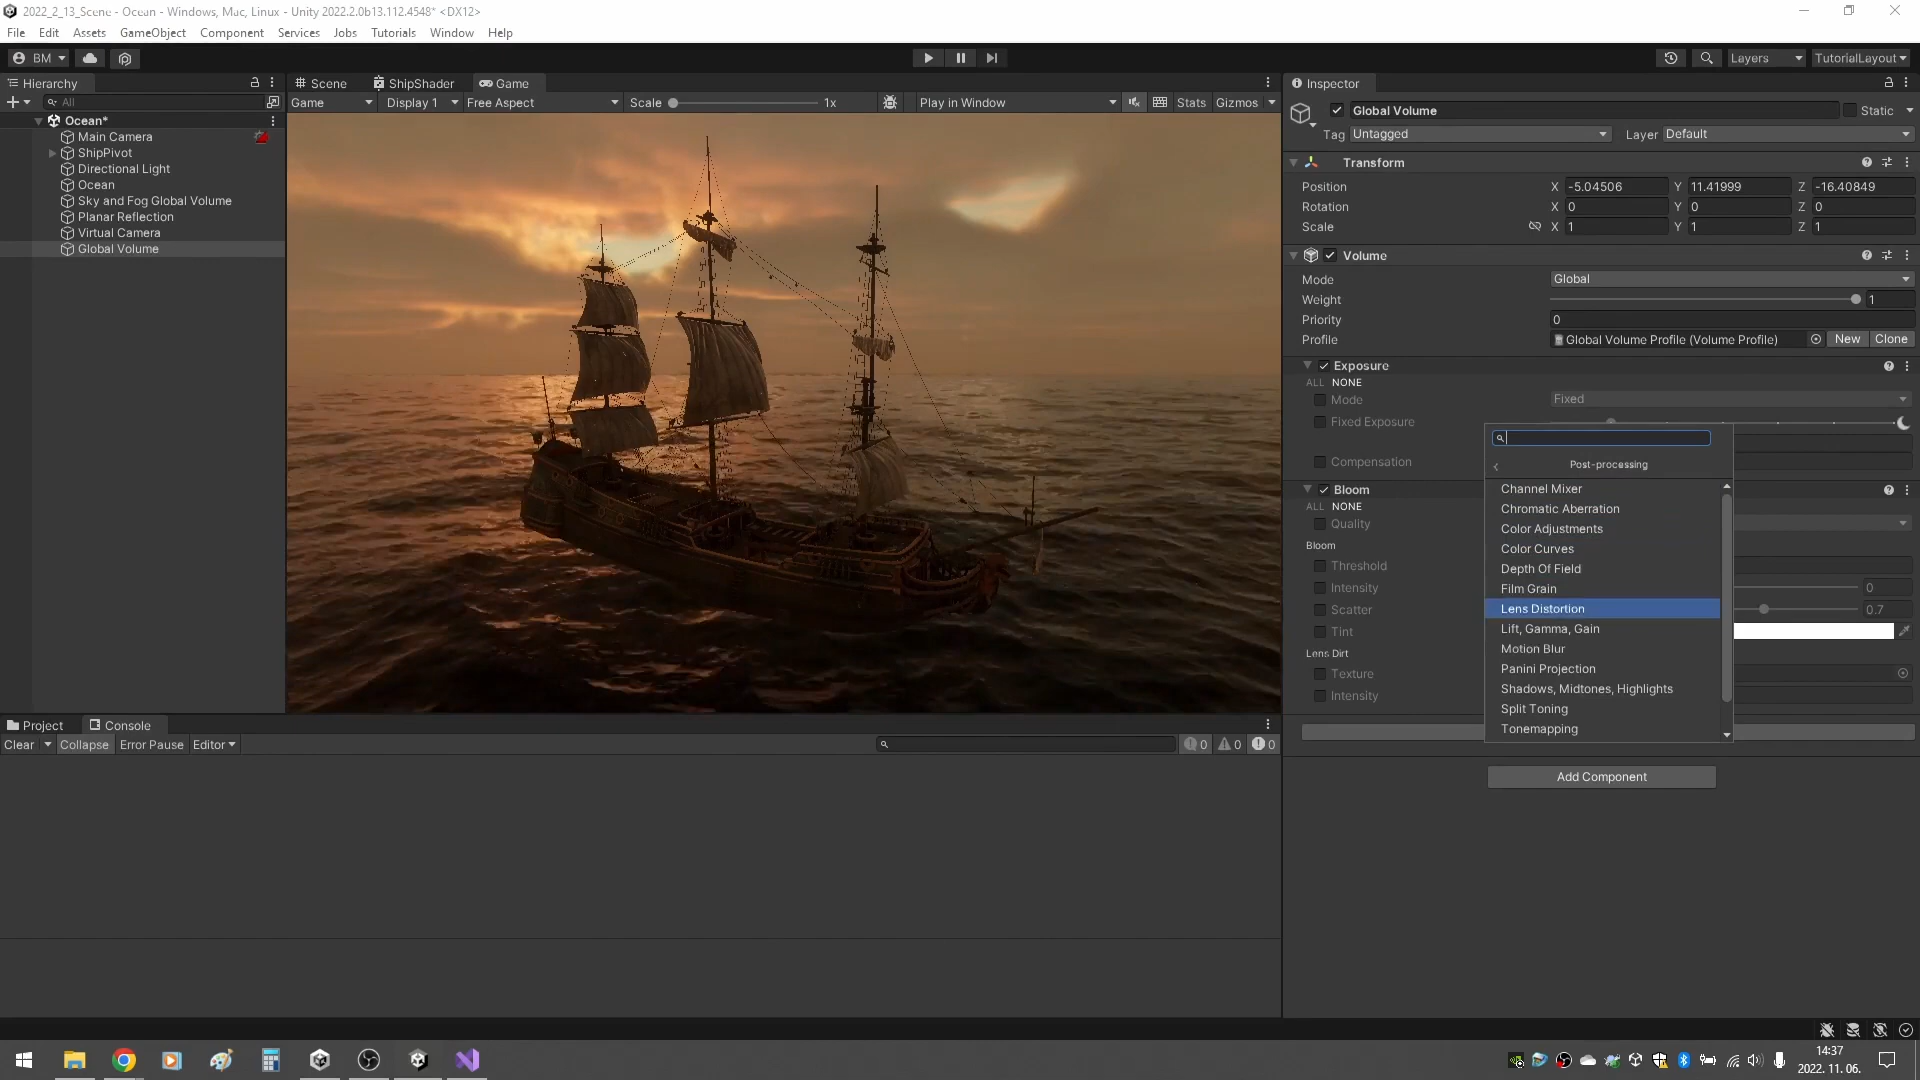 2022_2_13_Scene - Ocean - Windows, Mac, Linux - Unity 2022.2.0b13.112.4548* <DX12>
File Edit Assets GameObject Component Services Jobs Tutorials Window Help
BM Layers TutorialLayout
Hierarchy
All
Ocean*
Main Camera
ShipPivot
Directional Light
Ocean
Sky and Fog Global Volume
Planar Reflection
Virtual Camera
Global Volume
Scene ShipShader Game
Game Display 1 Free Aspect Scale 1x Play in Window Stats Gizmos
Project Console
Clear Collapse Error Pause Editor 0 0 0
Inspector
Global Volume Static
Tag Untagged Layer Default
Transform
Position X -5.04506 Y 11.41999 Z -16.40849
Rotation X 0 Y 0 Z 0
Scale X 1 Y 1 Z 1
Volume
Mode Global
Weight 1
Priority 0
Profile Global Volume Profile (Volume Profile) New Clone
Exposure
ALL NONE
Mode Fixed
Fixed Exposure
Compensation
Bloom
ALL NONE
Quality
Bloom
Threshold
Intensity 0
Scatter 0.7
Tint
Lens Dirt
Texture
Intensity
Post-processing
Channel Mixer
Chromatic Aberration
Color Adjustments
Color Curves
Depth Of Field
Film Grain
Lens Distortion
Lift, Gamma, Gain
Motion Blur
Panini Projection
Shadows, Midtones, Highlights
Split Toning
Tonemapping
Add Component
14:37
2022. 11. 06.